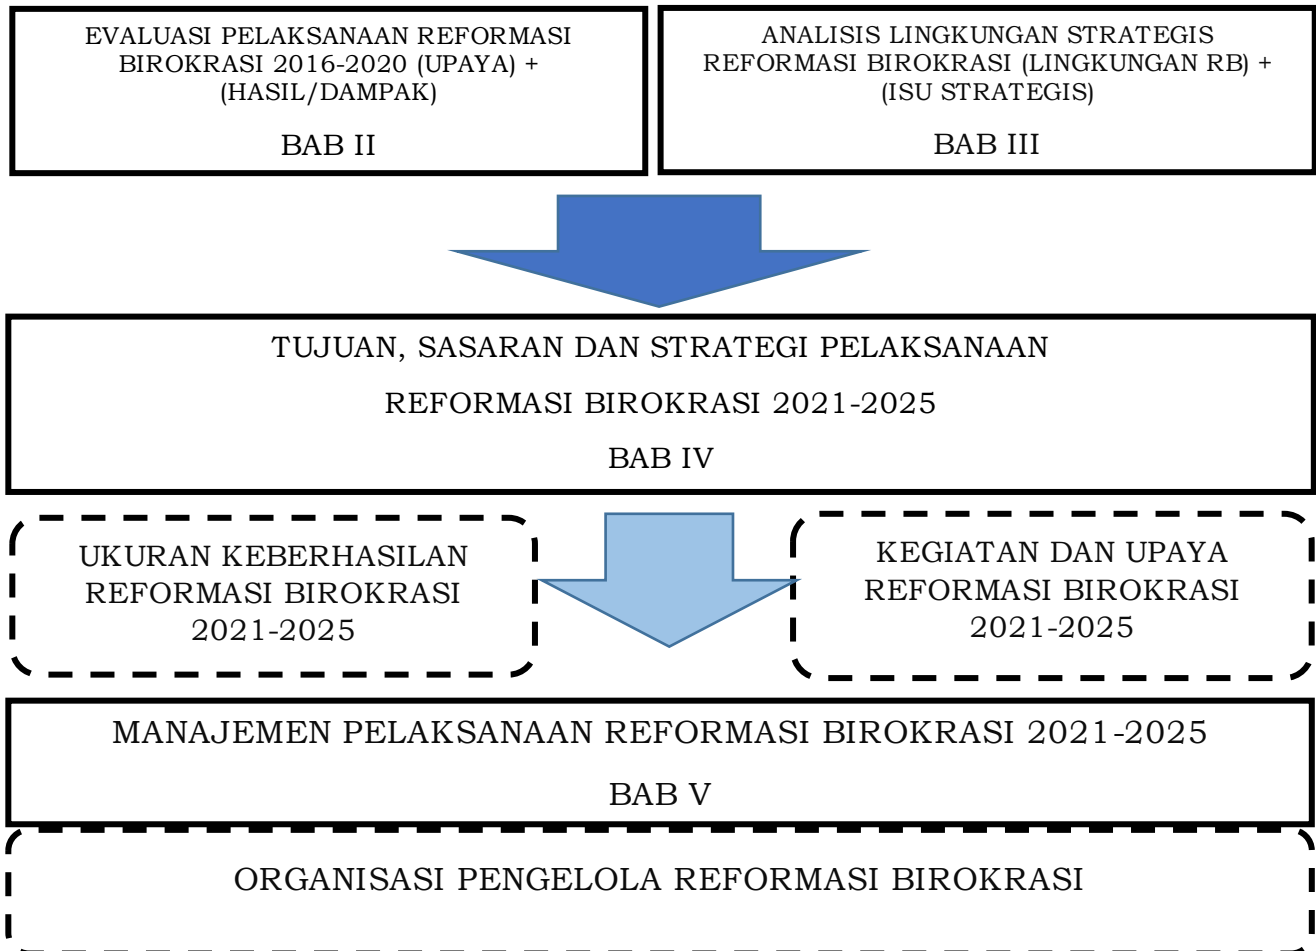 EVALUASI PELAKSANAAN REFORMASI
BIROKRASI 2016-2020 (UPAYA) +
(HASIL/DAMPAK)
BAB II
ANALISIS LINGKUNGAN STRATEGIS
REFORMASI BIROKRASI (LINGKUNGAN RB) +
(ISU STRATEGIS)
BAB III
TUJUAN, SASARAN DAN STRATEGI PELAKSANAAN
REFORMASI BIROKRASI 2021-2025
BAB IV
UKURAN KEBERHASILAN
REFORMASI BIROKRASI
2021-2025
KEGIATAN DAN UPAYA
REFORMASI BIROKRASI
2021-2025
MANAJEMEN PELAKSANAAN REFORMASI BIROKRASI 2021-2025
BAB V
ORGANISASI PENGELOLA REFORMASI BIROKRASI